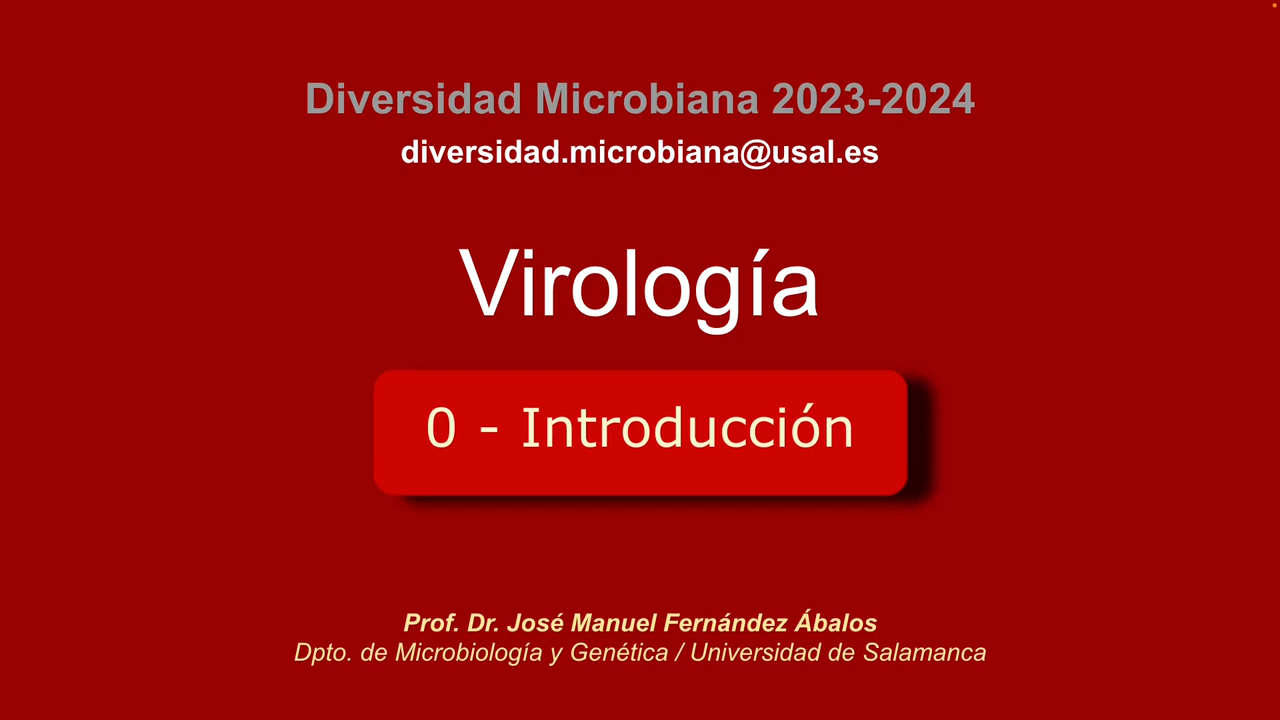 Diversidad Microbiana 2023-2024
diversidad.microbiana@usal.es
Virología
0 - Introducción
Prof. Dr. José Manuel Fernández Ábalos
Dpto. de Microbiología y Genética / Universidad de Salamanca